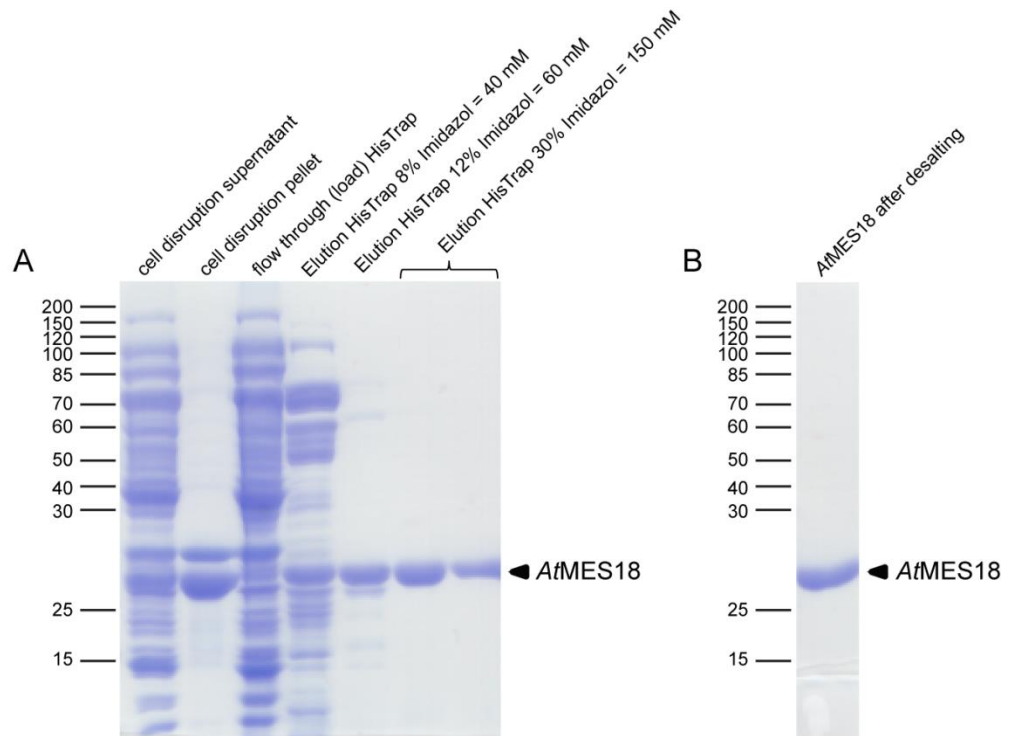 A
cell disruption supernatant
cell disruption pellet
flow through (load) HisTrap
Elution HisTrap 8% Imidazol = 40 mM
Elution HisTrap 12% Imidazol = 60 mM
Elution HisTrap 30% Imidazol = 150 mM
200
150
120
100
85
70
60
50
40
30
25
15
AtMES18
B
AtMES18 after desalting
200
150
120
100
85
70
60
50
40
30
25
15
AtMES18